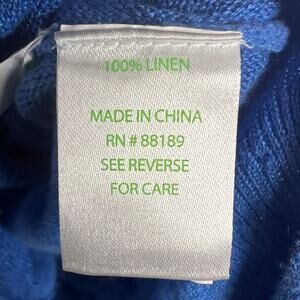 100% LINEN
MADE IN CHINA
RN # 88189
SEE REVERSE
FOR CARE